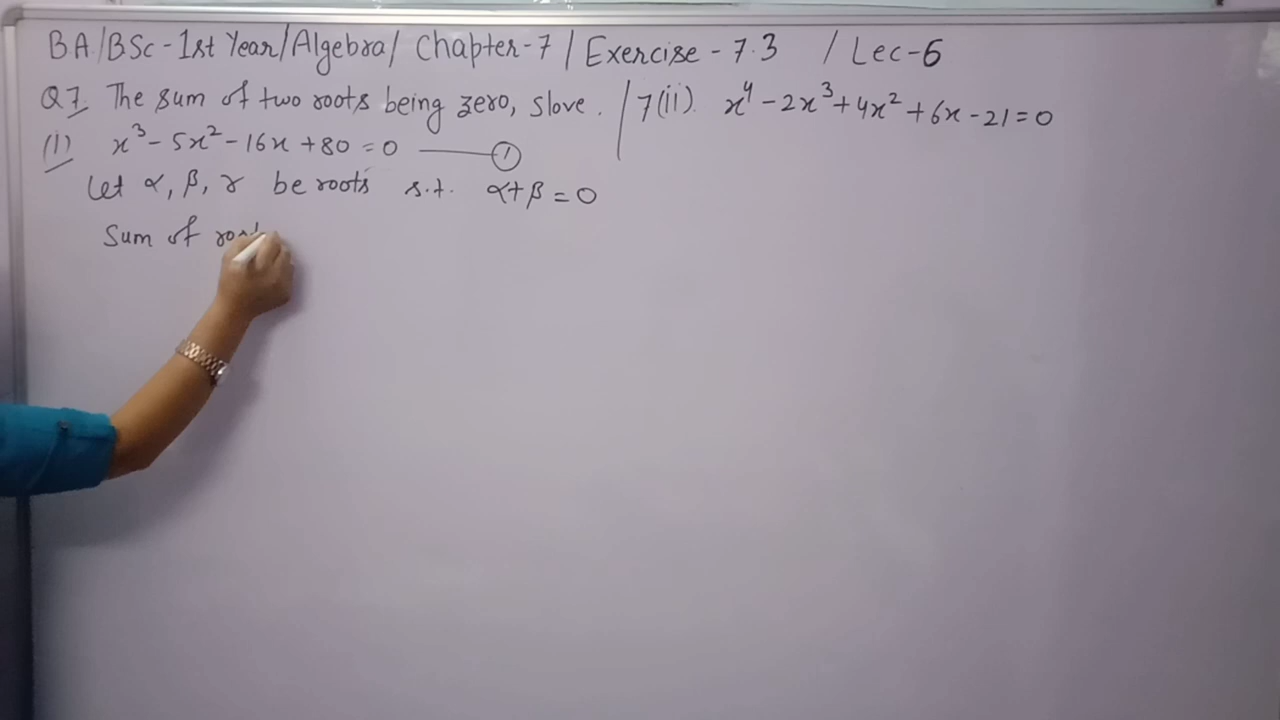 BA/BSc - 1st Year/Algebra/ Chapter-7 / Exercise - 7.3 / Lec-6
Q7 The sum of two roots being zero, slove. / 7(ii). x⁴ - 2x³ + 4x² + 6x - 21 = 0
(1) x³ - 5x² - 16x + 80 = 0 — ①
Let α, β, γ be roots s.t. α+β = 0
Sum of